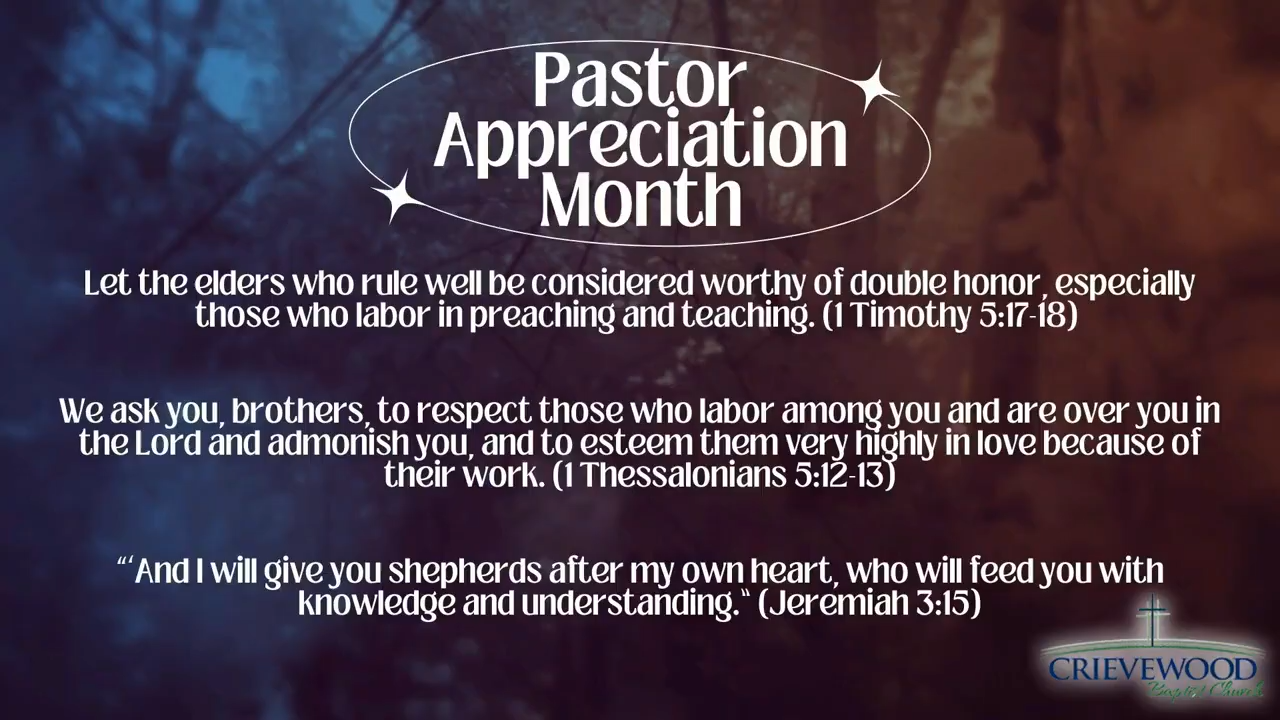 Pastor
Appreciation
Month
Let the elders who rule well be considered worthy of double honor, especially
those who labor in preaching and teaching. (1 Timothy 5:17-18)
We ask you, brothers, to respect those who labor among you and are over you in
the Lord and admonish you, and to esteem them very highly in love because of
their work. (1 Thessalonians 5:12-13)
“‘And I will give you shepherds after my own heart, who will feed you with
knowledge and understanding.“ (Jeremiah 3:15)
CRIEVEWOOD
Baptist Church